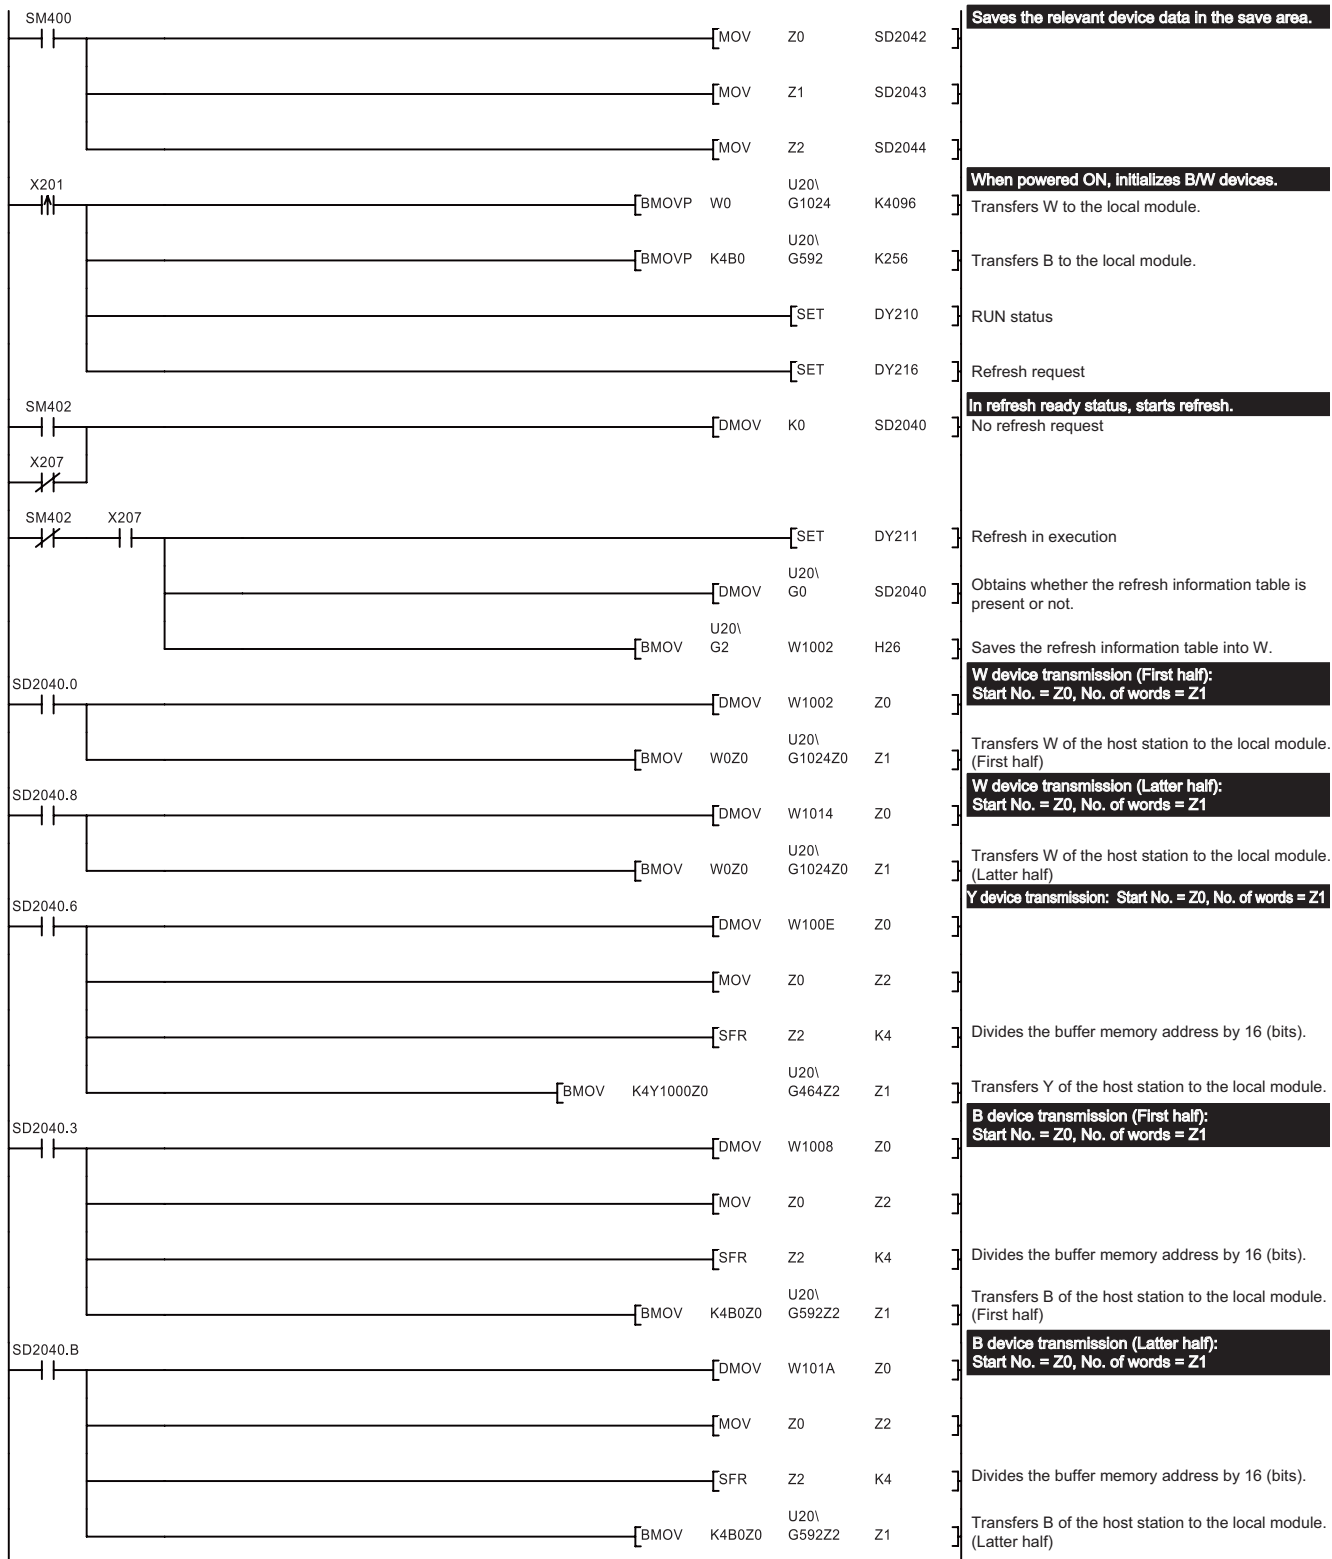 SM400
Saves the relevant device data in the save area.
MOV Z0 SD2042
MOV Z1 SD2043
MOV Z2 SD2044
X201
When powered ON, initializes B/W devices.
U20\
BMOVP W0 G1024 K4096
Transfers W to the local module.
U20\
BMOVP K4B0 G592 K256
Transfers B to the local module.
SET DY210
RUN status
SET DY216
Refresh request
SM402
In refresh ready status, starts refresh.
DMOV K0 SD2040
No refresh request
X207
SM402 X207
SET DY211
Refresh in execution
U20\
DMOV G0 SD2040
Obtains whether the refresh information table is
present or not.
U20\
BMOV G2 W1002 H26
Saves the refresh information table into W.
SD2040.0
W device transmission (First half):
Start No. = Z0, No. of words = Z1
DMOV W1002 Z0
U20\
BMOV W0Z0 G1024Z0 Z1
Transfers W of the host station to the local module.
(First half)
SD2040.8
W device transmission (Latter half):
Start No. = Z0, No. of words = Z1
DMOV W1014 Z0
U20\
BMOV W0Z0 G1024Z0 Z1
Transfers W of the host station to the local module.
(Latter half)
SD2040.6
Y device transmission: Start No. = Z0, No. of words = Z1
DMOV W100E Z0
MOV Z0 Z2
SFR Z2 K4
Divides the buffer memory address by 16 (bits).
U20\
BMOV K4Y1000Z0 G464Z2 Z1
Transfers Y of the host station to the local module.
SD2040.3
B device transmission (First half):
Start No. = Z0, No. of words = Z1
DMOV W1008 Z0
MOV Z0 Z2
SFR Z2 K4
Divides the buffer memory address by 16 (bits).
U20\
BMOV K4B0Z0 G592Z2 Z1
Transfers B of the host station to the local module.
(First half)
SD2040.B
B device transmission (Latter half):
Start No. = Z0, No. of words = Z1
DMOV W101A Z0
MOV Z0 Z2
SFR Z2 K4
Divides the buffer memory address by 16 (bits).
U20\
BMOV K4B0Z0 G592Z2 Z1
Transfers B of the host station to the local module.
(Latter half)